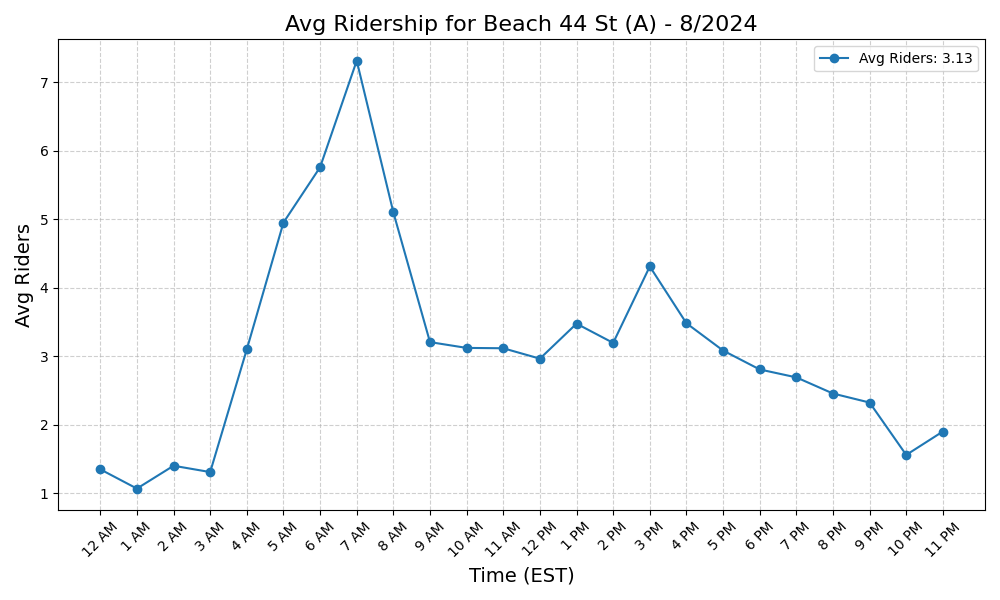 Avg Ridership for Beach 44 St (A) - 8/2024
Avg Riders: 3.13
Avg Riders
7
6
5
4
3
2
1
12 AM
1 AM
2 AM
3 AM
4 AM
5 AM
6 AM
7 AM
8 AM
9 AM
10 AM
11 AM
12 PM
1 PM
2 PM
3 PM
4 PM
5 PM
6 PM
7 PM
8 PM
9 PM
10 PM
11 PM
Time (EST)